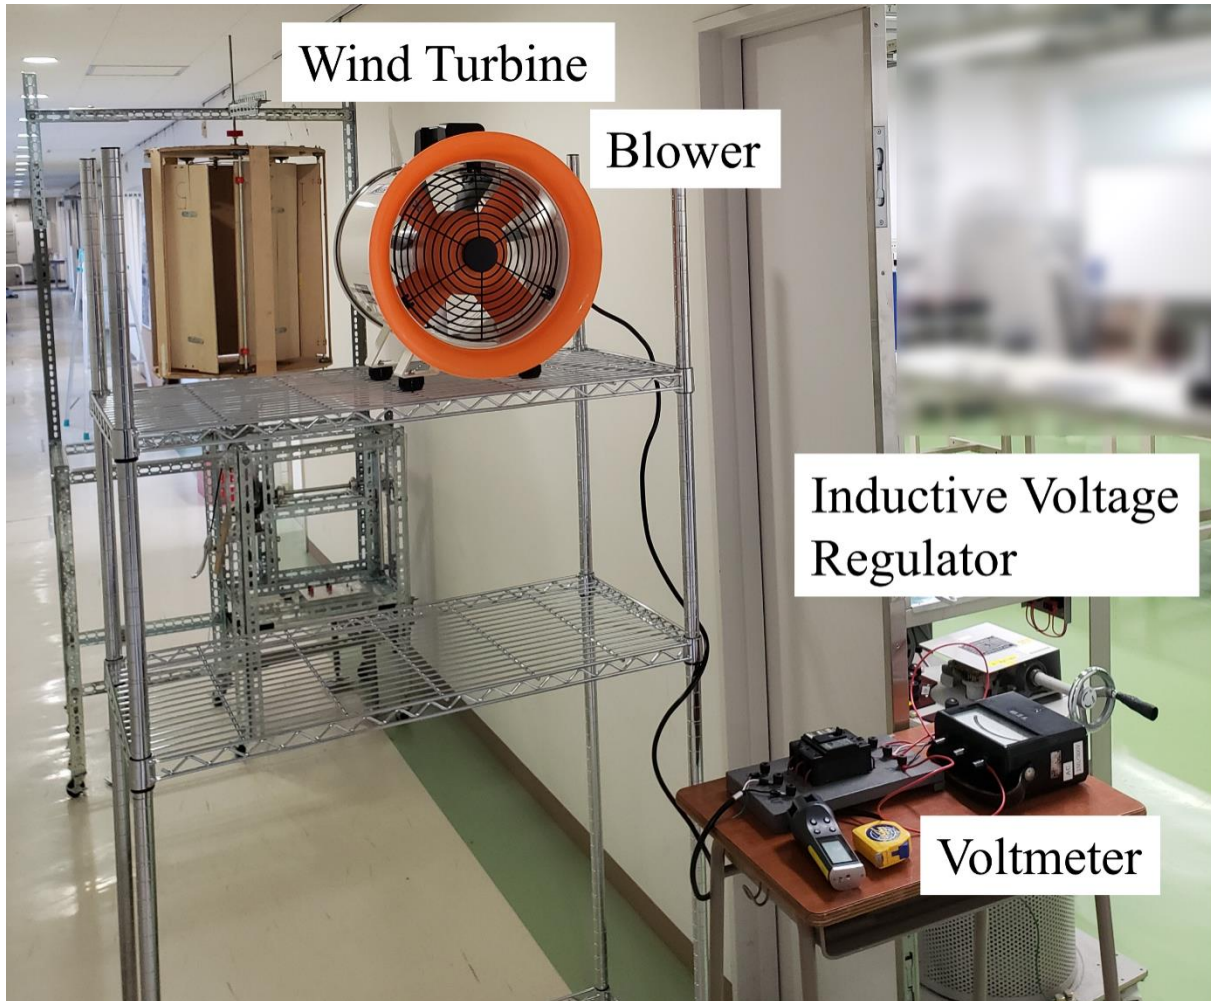 Wind Turbine
Blower
Inductive Voltage
Regulator
Voltmeter